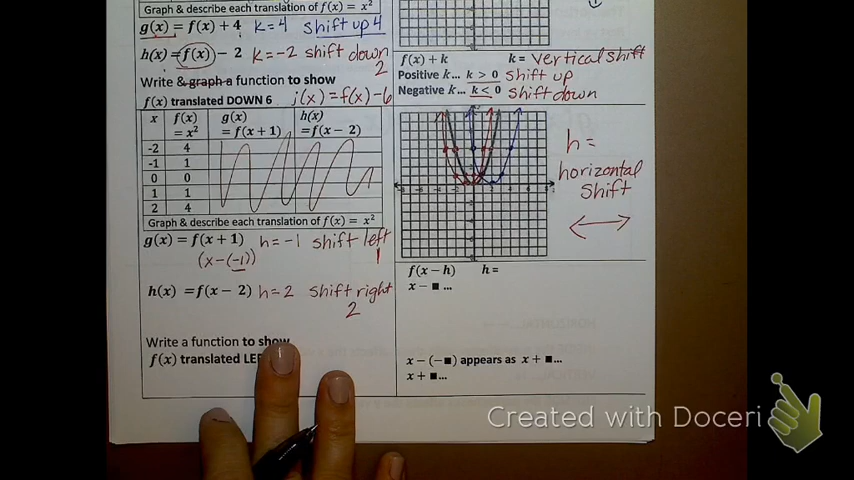 Graph & describe each translation of f(x) = x²
g(x) = f(x) + 4 K=4 shift up 4
h(x) = f(x) − 2 K=-2 shift down 2
Write & graph a function to show
f(x) translated DOWN 6 j(x)=f(x)-6
f(x) + k k= vertical shift
Positive k... k > 0 shift up
Negative k... k < 0 shift down
x f(x) = x² g(x) = f(x + 1) h(x) = f(x − 2)
-2 4
-1 1
0 0
1 1
2 4
Graph & describe each translation of f(x) = x²
g(x) = f(x + 1) h=-1 shift left 1
(x-(-1))
h(x) = f(x − 2) h=2 shift right 2
Write a function to show
f(x) translated
h=
horizontal
shift
f(x − h) h =
x − ■ ...
x − (−■) appears as x + ■...
x + ■...
Created with Doceri